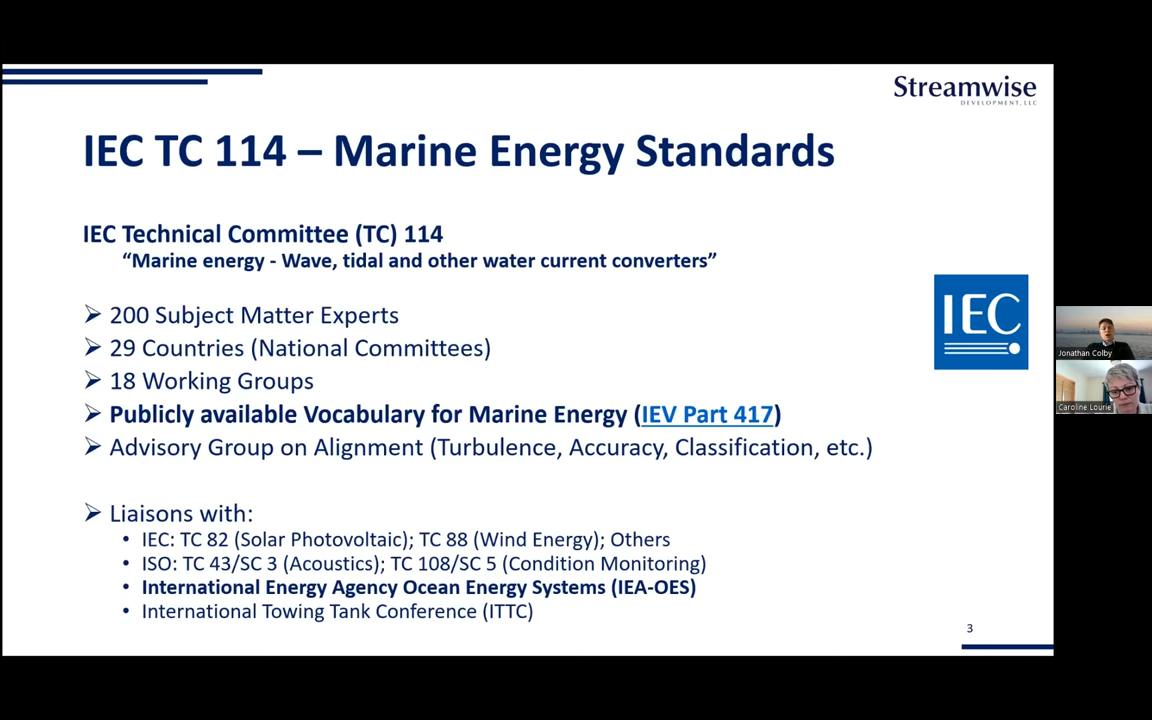 Streamwise
DEVELOPMENT, LLC
IEC TC 114 – Marine Energy Standards
IEC Technical Committee (TC) 114
“Marine energy - Wave, tidal and other water current converters”
➢ 200 Subject Matter Experts
➢ 29 Countries (National Committees)
➢ 18 Working Groups
➢ Publicly available Vocabulary for Marine Energy (IEV Part 417)
➢ Advisory Group on Alignment (Turbulence, Accuracy, Classification, etc.)
IEC
➢ Liaisons with:
• IEC: TC 82 (Solar Photovoltaic); TC 88 (Wind Energy); Others
• ISO: TC 43/SC 3 (Acoustics); TC 108/SC 5 (Condition Monitoring)
• International Energy Agency Ocean Energy Systems (IEA-OES)
• International Towing Tank Conference (ITTC)
3
Jonathan Colby
Caroline Lourie